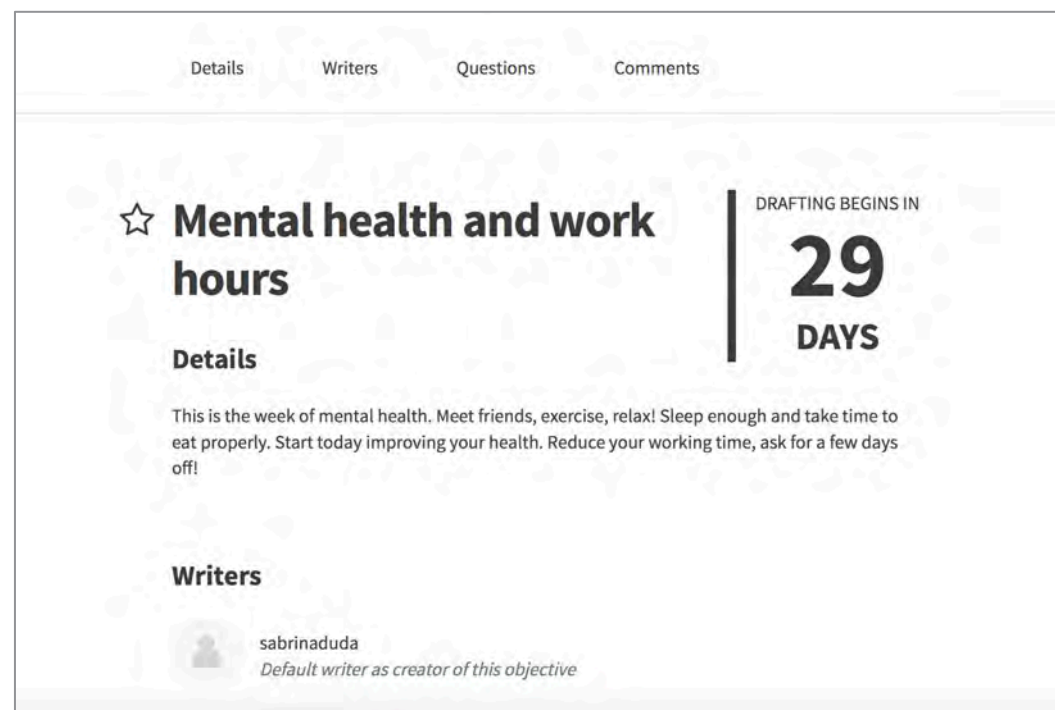 Details Writers Questions Comments
Mental health and work
hours
DRAFTING BEGINS IN
29
DAYS
Details
This is the week of mental health. Meet friends, exercise, relax! Sleep enough and take time to
eat properly. Start today improving your health. Reduce your working time, ask for a few days
off!
Writers
sabrinaduda
Default writer as creator of this objective